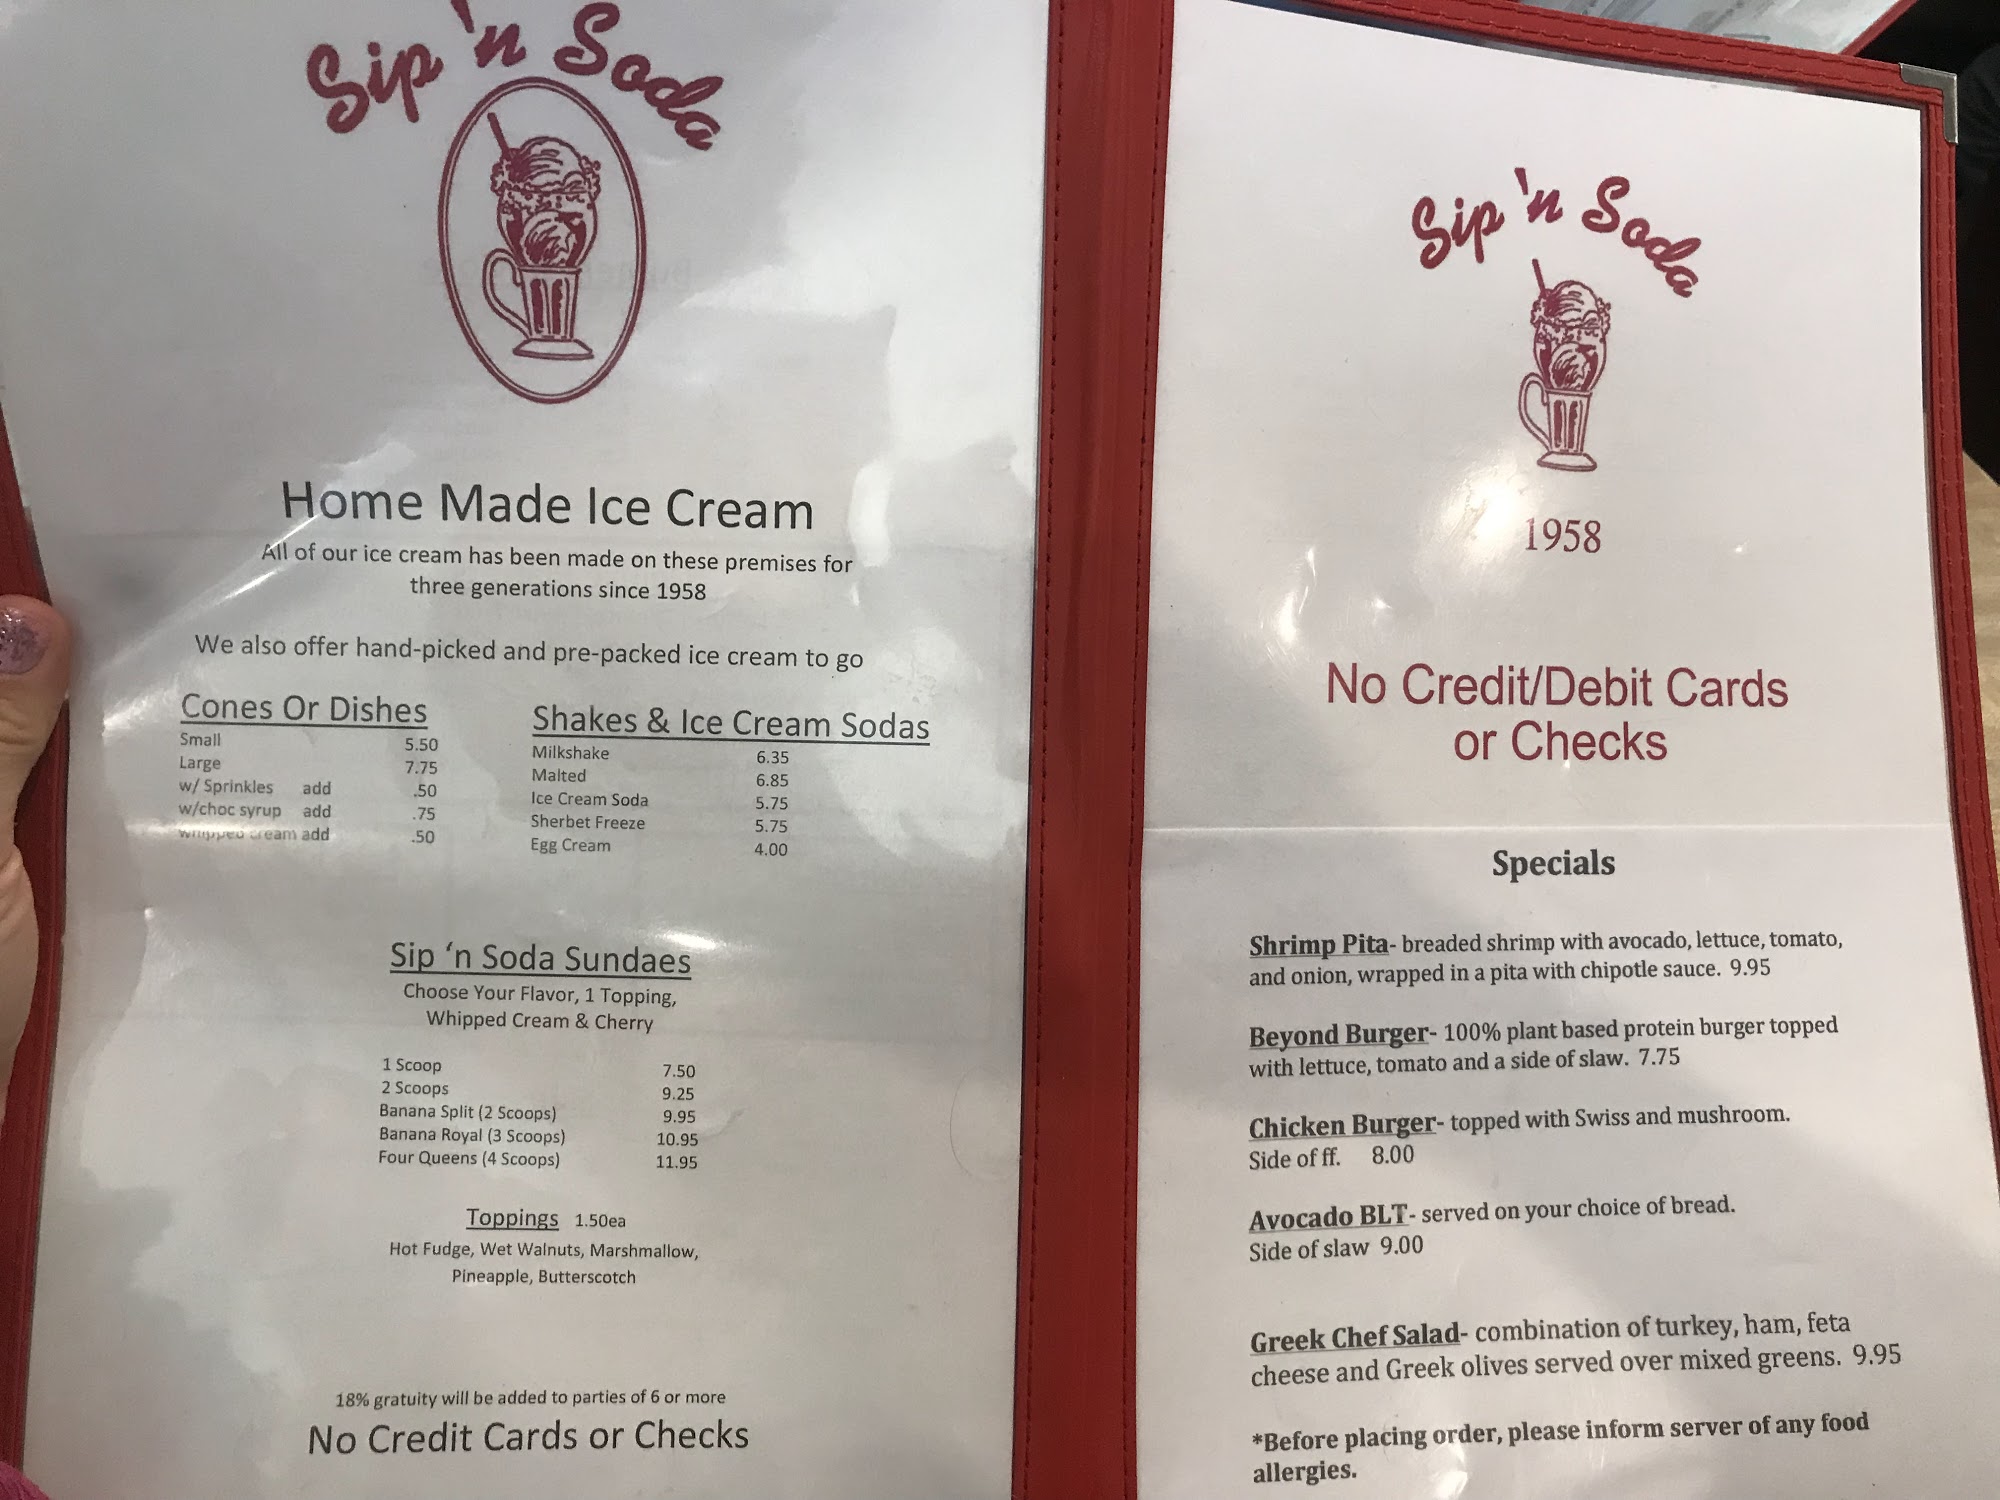 Sip 'n Soda
Home Made Ice Cream
All of our ice cream has been made on these premises for
three generations since 1958
We also offer hand-picked and pre-packed ice cream to go
Cones Or Dishes
Small 5.50
Large 7.75
w/ Sprinkles add .50
w/choc syrup add .75
whipped cream add .50
Shakes & Ice Cream Sodas
Milkshake 6.35
Malted 6.85
Ice Cream Soda 5.75
Sherbet Freeze 5.75
Egg Cream 4.00
Sip 'n Soda Sundaes
Choose Your Flavor, 1 Topping,
Whipped Cream & Cherry
1 Scoop 7.50
2 Scoops 9.25
Banana Split (2 Scoops) 9.95
Banana Royal (3 Scoops) 10.95
Four Queens (4 Scoops) 11.95
Toppings 1.50ea
Hot Fudge, Wet Walnuts, Marshmallow,
Pineapple, Butterscotch
18% gratuity will be added to parties of 6 or more
No Credit Cards or Checks
Sip 'n Soda
1958
No Credit/Debit Cards
or Checks
Specials
Shrimp Pita- breaded shrimp with avocado, lettuce, tomato,
and onion, wrapped in a pita with chipotle sauce. 9.95
Beyond Burger- 100% plant based protein burger topped
with lettuce, tomato and a side of slaw. 7.75
Chicken Burger- topped with Swiss and mushroom.
Side of ff. 8.00
Avocado BLT- served on your choice of bread.
Side of slaw 9.00
Greek Chef Salad- combination of turkey, ham, feta
cheese and Greek olives served over mixed greens. 9.95
*Before placing order, please inform server of any food
allergies.